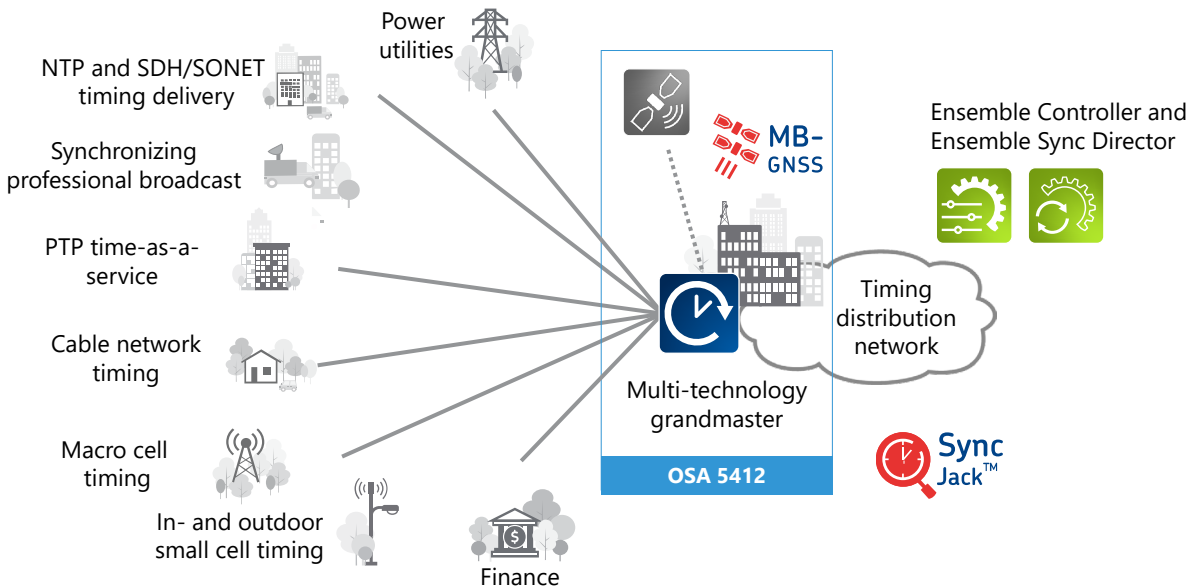 Power
utilities
NTP and SDH/SONET
timing delivery
Synchronizing
professional broadcast
PTP time-as-a-
service
Cable network
timing
Macro cell
timing
In- and outdoor
small cell timing
$
Finance
MB-
GNSS
Multi-technology
grandmaster
OSA 5412
Ensemble Controller and
Ensemble Sync Director
Timing
distribution
network
Sync
Jack™